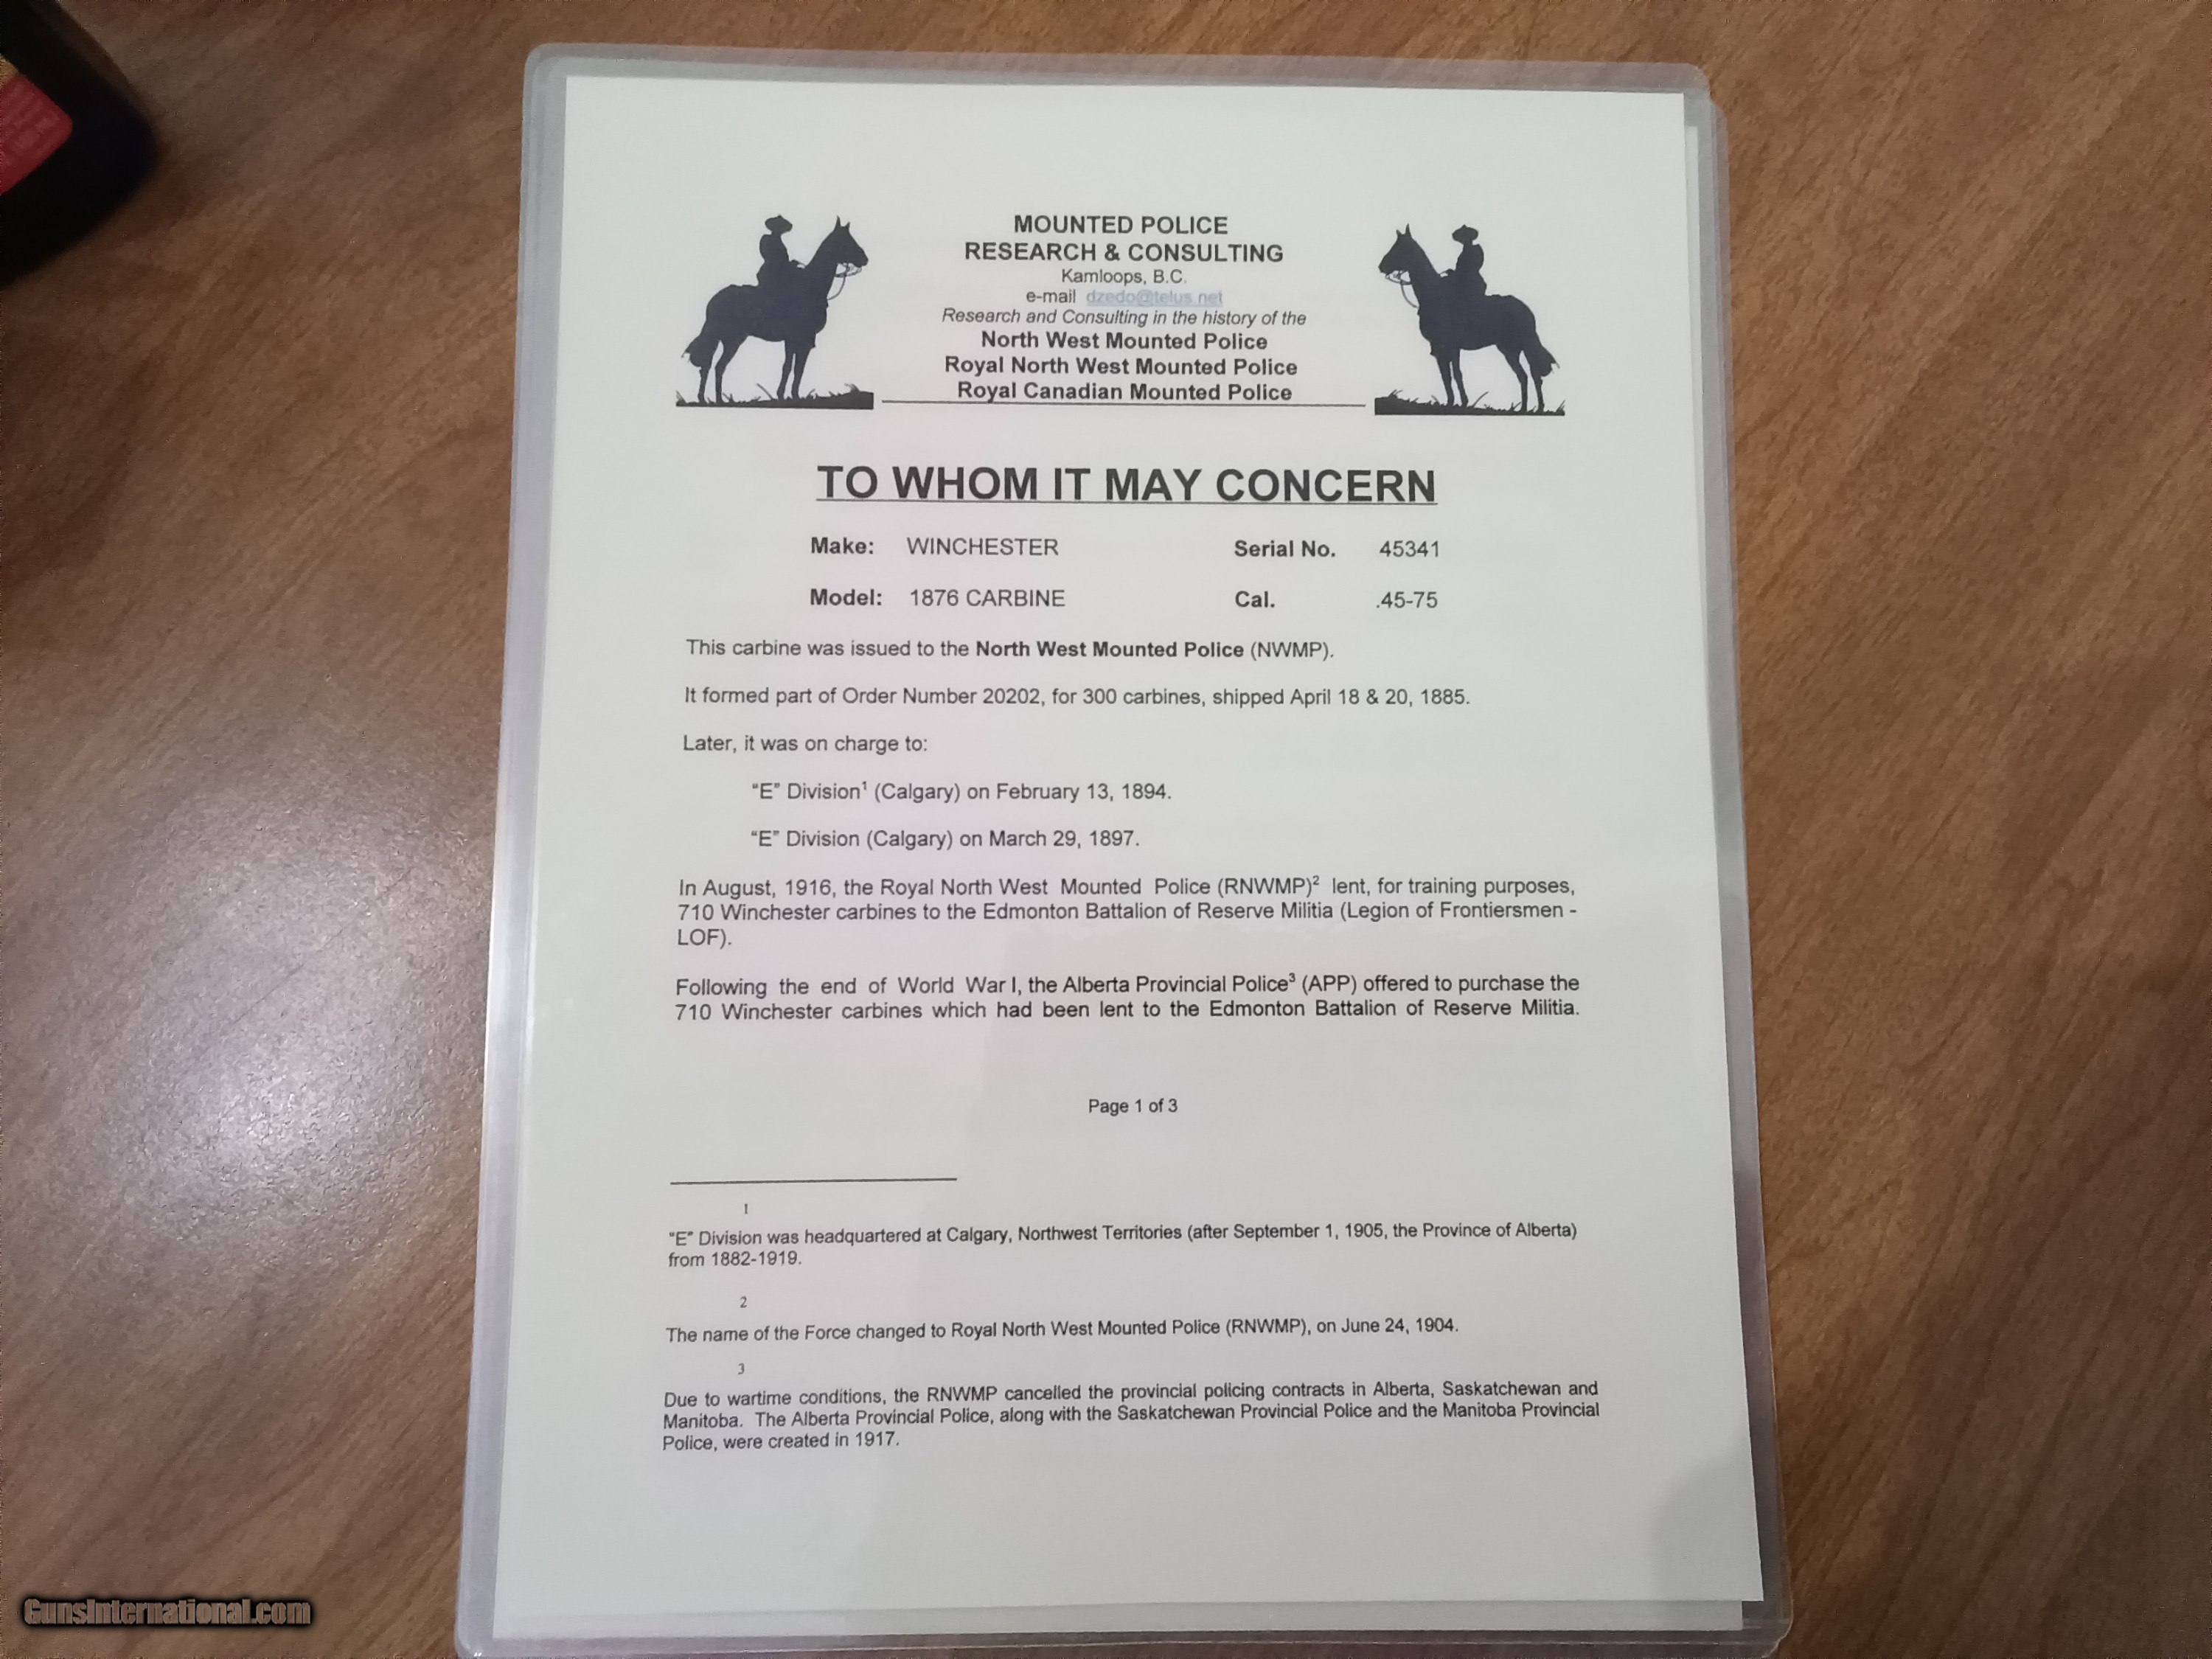 MOUNTED POLICE
RESEARCH & CONSULTING
Kamloops, B.C.
e-mail dzedo@telus.net
Research and Consulting in the history of the
North West Mounted Police
Royal North West Mounted Police
Royal Canadian Mounted Police
TO WHOM IT MAY CONCERN
Make: WINCHESTER Serial No. 45341
Model: 1876 CARBINE Cal. .45-75
This carbine was issued to the North West Mounted Police (NWMP).
It formed part of Order Number 20202, for 300 carbines, shipped April 18 & 20, 1885.
Later, it was on charge to:
“E” Division¹ (Calgary) on February 13, 1894.
“E” Division (Calgary) on March 29, 1897.
In August, 1916, the Royal North West Mounted Police (RNWMP)² lent, for training purposes,
710 Winchester carbines to the Edmonton Battalion of Reserve Militia (Legion of Frontiersmen -
LOF).
Following the end of World War I, the Alberta Provincial Police³ (APP) offered to purchase the
710 Winchester carbines which had been lent to the Edmonton Battalion of Reserve Militia.
Page 1 of 3
1
“E” Division was headquartered at Calgary, Northwest Territories (after September 1, 1905, the Province of Alberta)
from 1882-1919.
2
The name of the Force changed to Royal North West Mounted Police (RNWMP), on June 24, 1904.
3
Due to wartime conditions, the RNWMP cancelled the provincial policing contracts in Alberta, Saskatchewan and
Manitoba. The Alberta Provincial Police, along with the Saskatchewan Provincial Police and the Manitoba Provincial
Police, were created in 1917.
GunsInternational.com